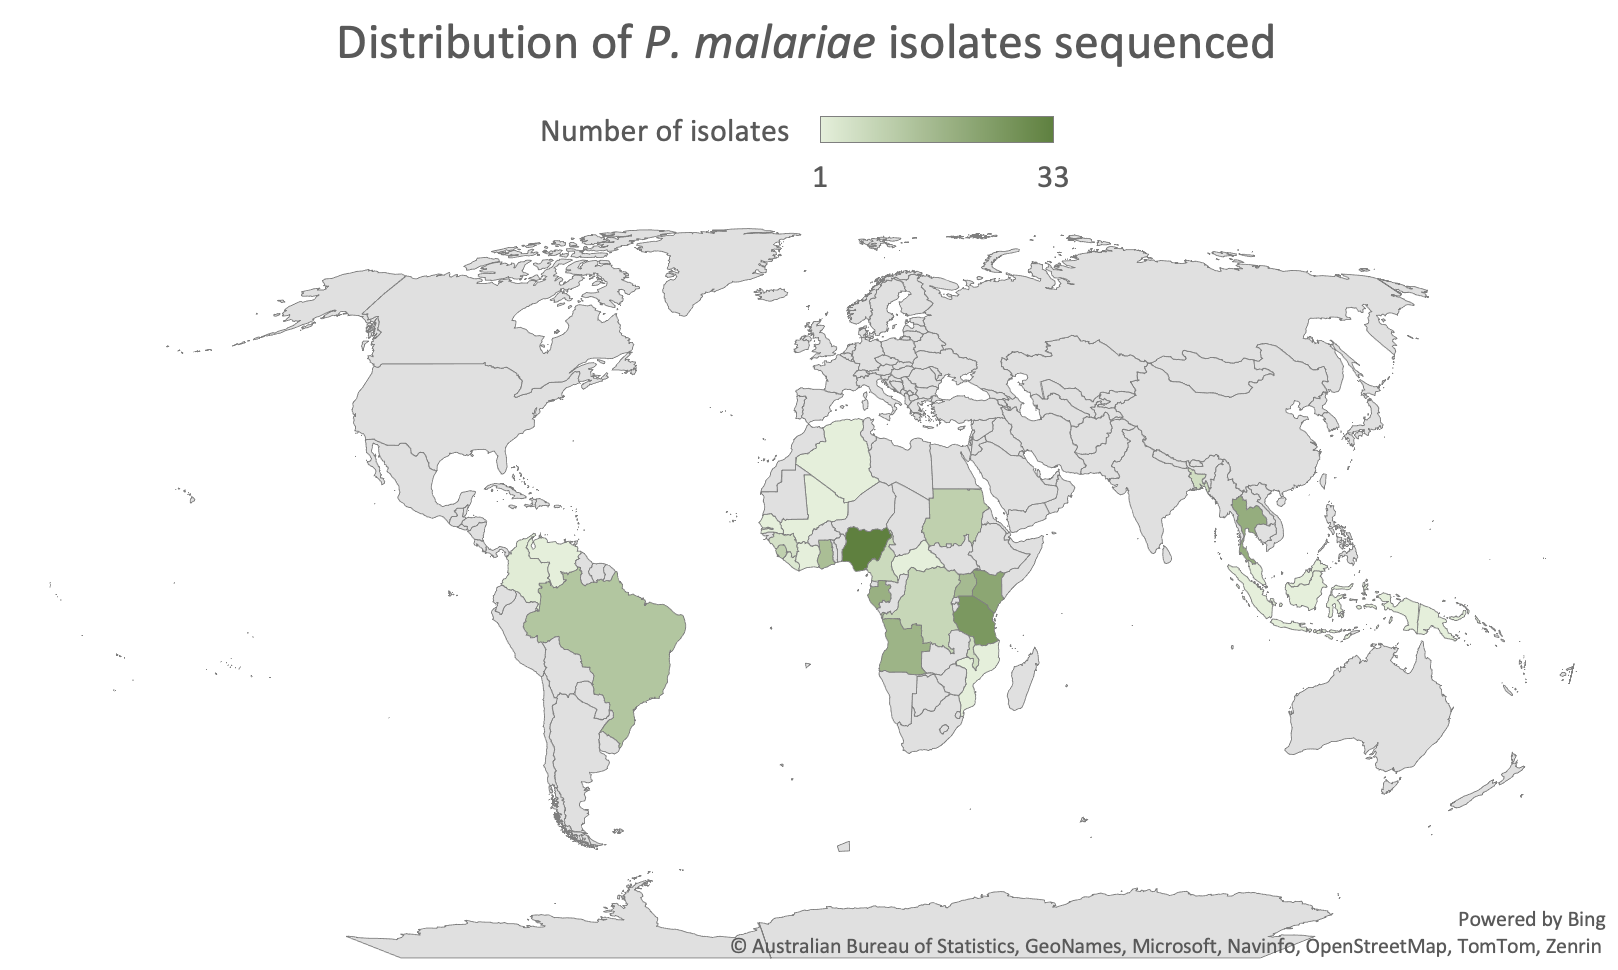 Distribution of P. malariae isolates sequenced
Number of isolates
1 33
Powered by Bing
© Australian Bureau of Statistics, GeoNames, Microsoft, Navinfo, OpenStreetMap, TomTom, Zenrin